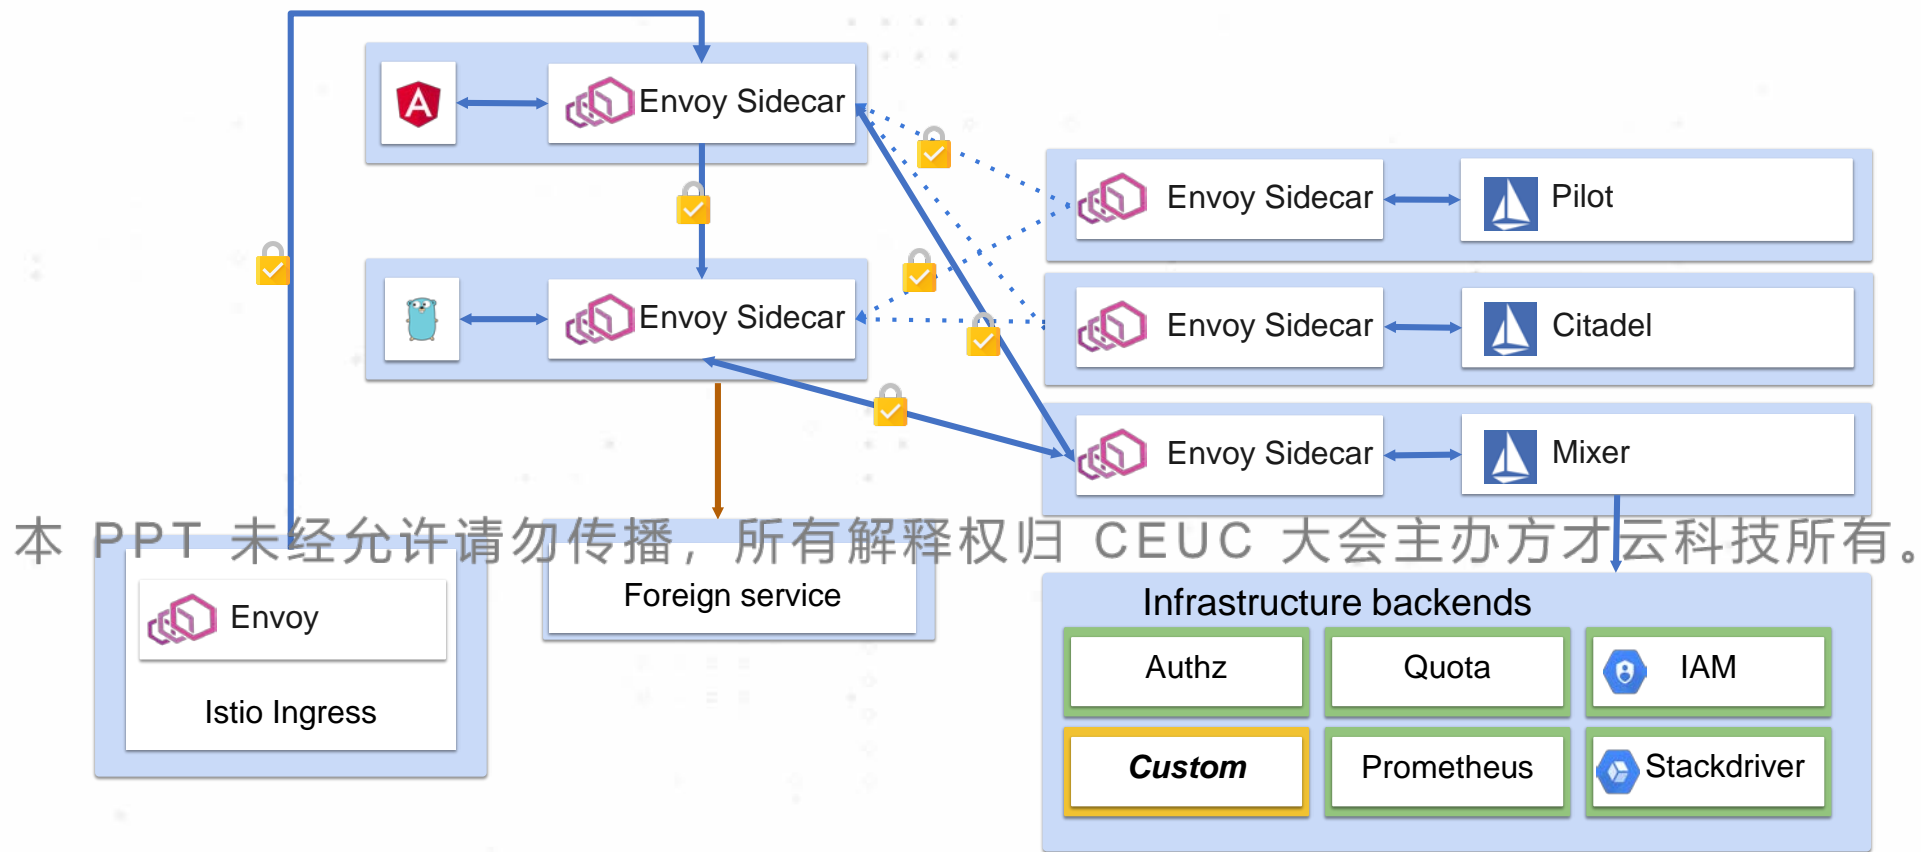 Envoy Sidecar
Envoy Sidecar
Pilot
Envoy Sidecar
Envoy Sidecar
Citadel
Envoy Sidecar
Mixer
本 PPT 未经允许请勿传播，所有解释权归 CEUC 大会主办方才云科技所有。
Foreign service
Envoy
Istio Ingress
Infrastructure backends
Authz
Quota
IAM
Custom
Prometheus
Stackdriver